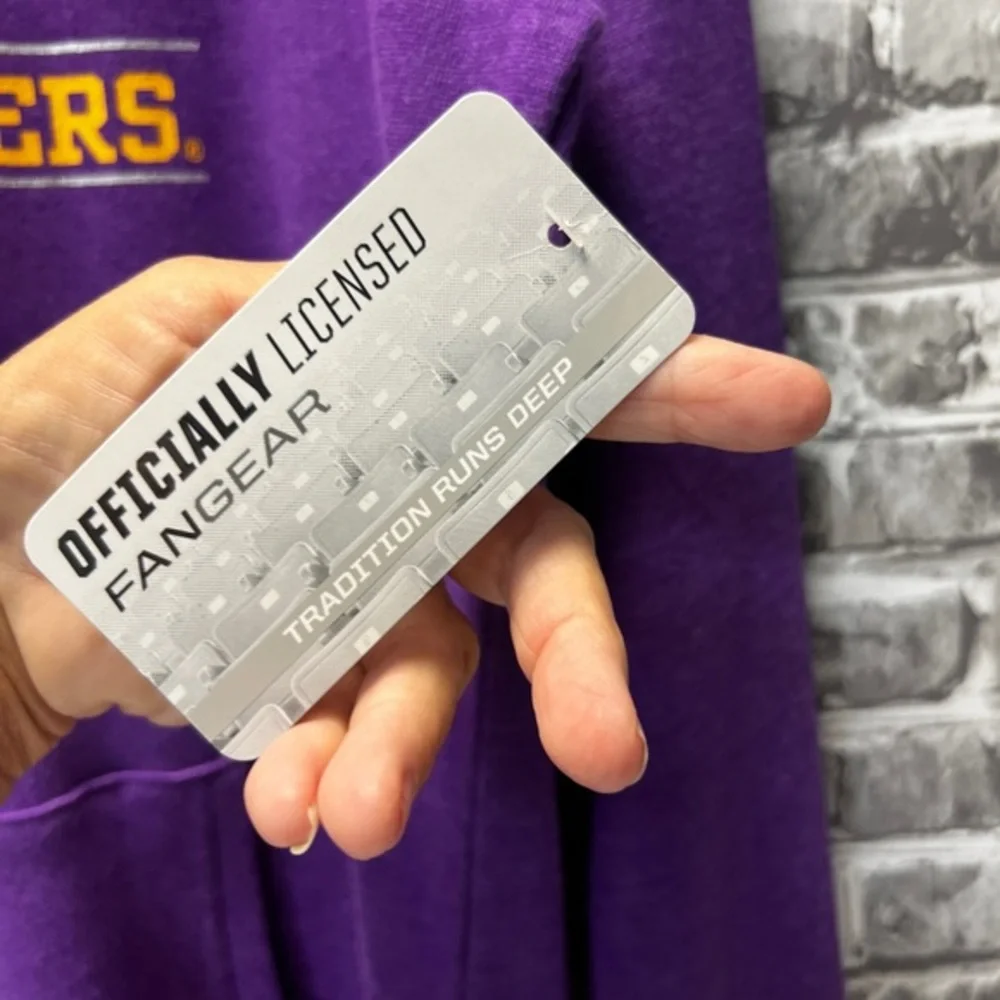 ERS.
OFFICIALLY LICENSED
FANGEAR
TRADITION RUNS DEEP